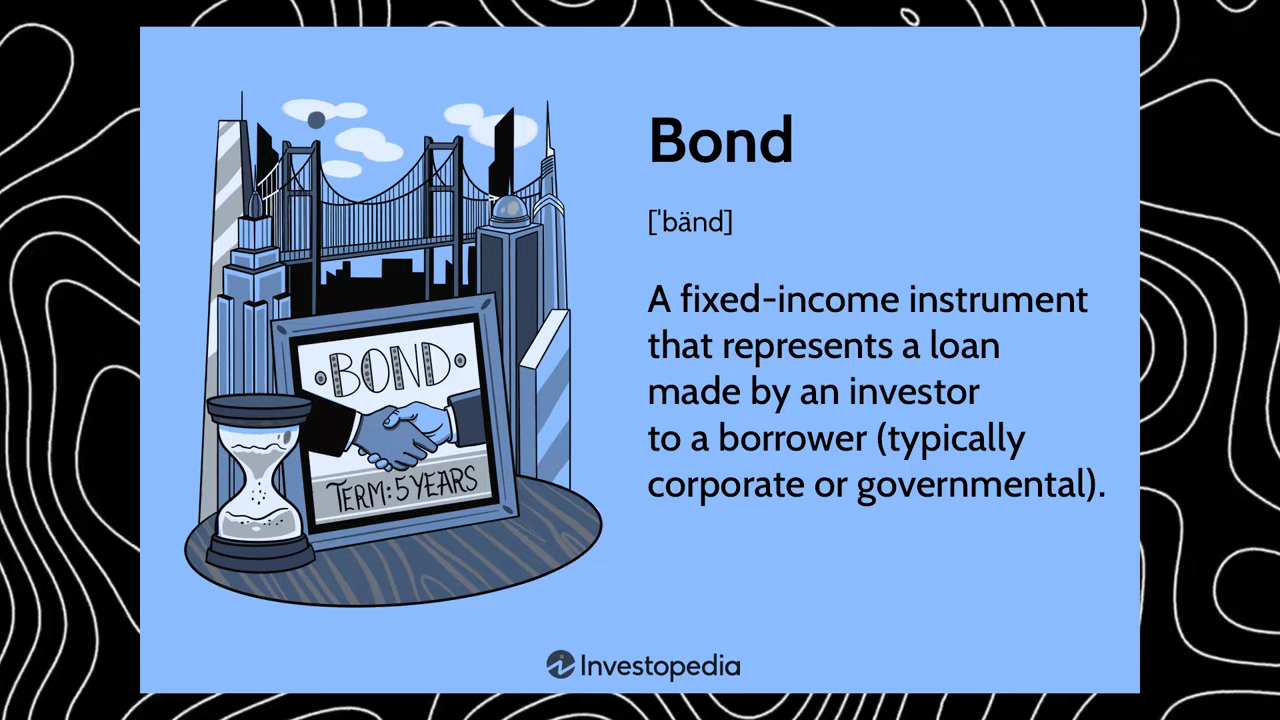 Bond
[ˈbänd]
A fixed-income instrument
that represents a loan
made by an investor
to a borrower (typically
corporate or governmental).
BOND
TERM: 5 YEARS
Investopedia